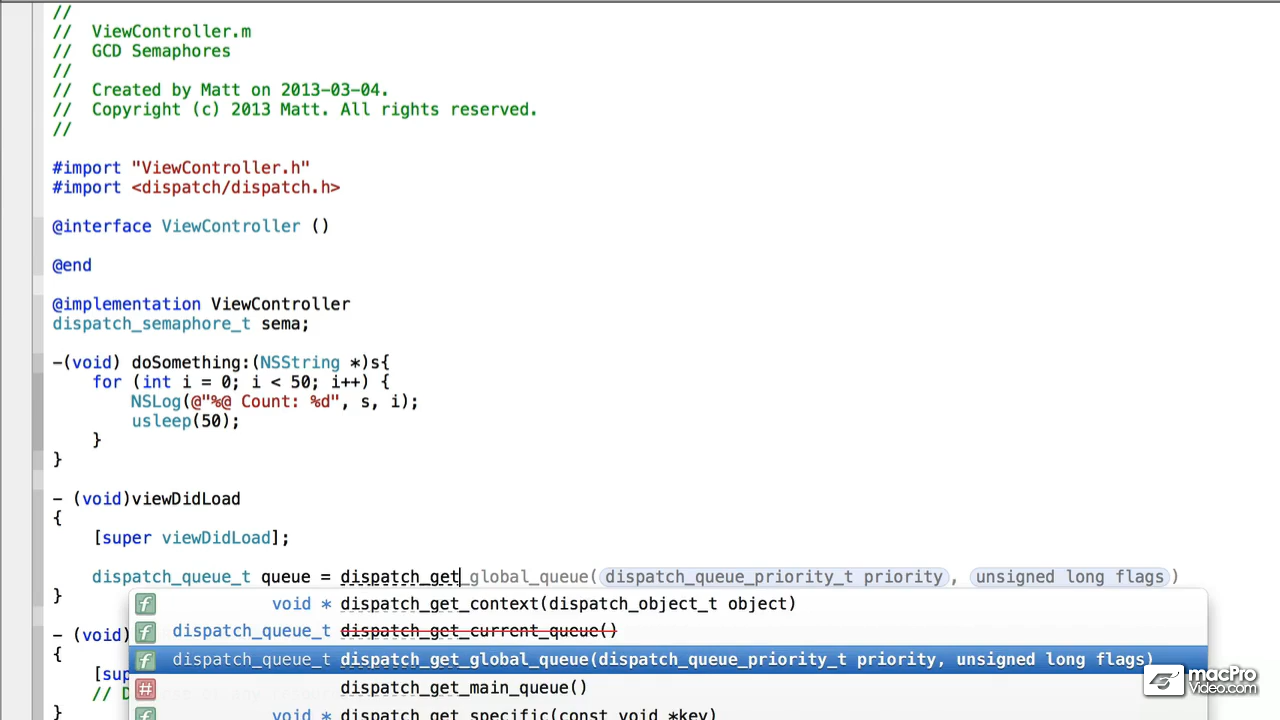 //
//  ViewController.m
//  GCD Semaphores
//
//  Created by Matt on 2013-03-04.
//  Copyright (c) 2013 Matt. All rights reserved.
//
#import "ViewController.h"
#import <dispatch/dispatch.h>
@interface ViewController ()
@end
@implementation ViewController
dispatch_semaphore_t sema;
-(void) doSomething:(NSString *)s{
    for (int i = 0; i < 50; i++) {
        NSLog(@"%@ Count: %d", s, i);
        usleep(50);
    }
}
- (void)viewDidLoad
{
    [super viewDidLoad];
    dispatch_queue_t queue = dispatch_get_global_queue(dispatch_queue_priority_t priority, unsigned long flags)
}
f void * dispatch_get_context(dispatch_object_t object)
f dispatch_queue_t dispatch_get_current_queue()
- (void)
{
f dispatch_queue_t dispatch_get_global_queue(dispatch_queue_priority_t priority, unsigned long flags)
    [sup
# dispatch_get_main_queue()
    // D
}
f void * dispatch_get_specific(const void *key)
macPro
Video.com